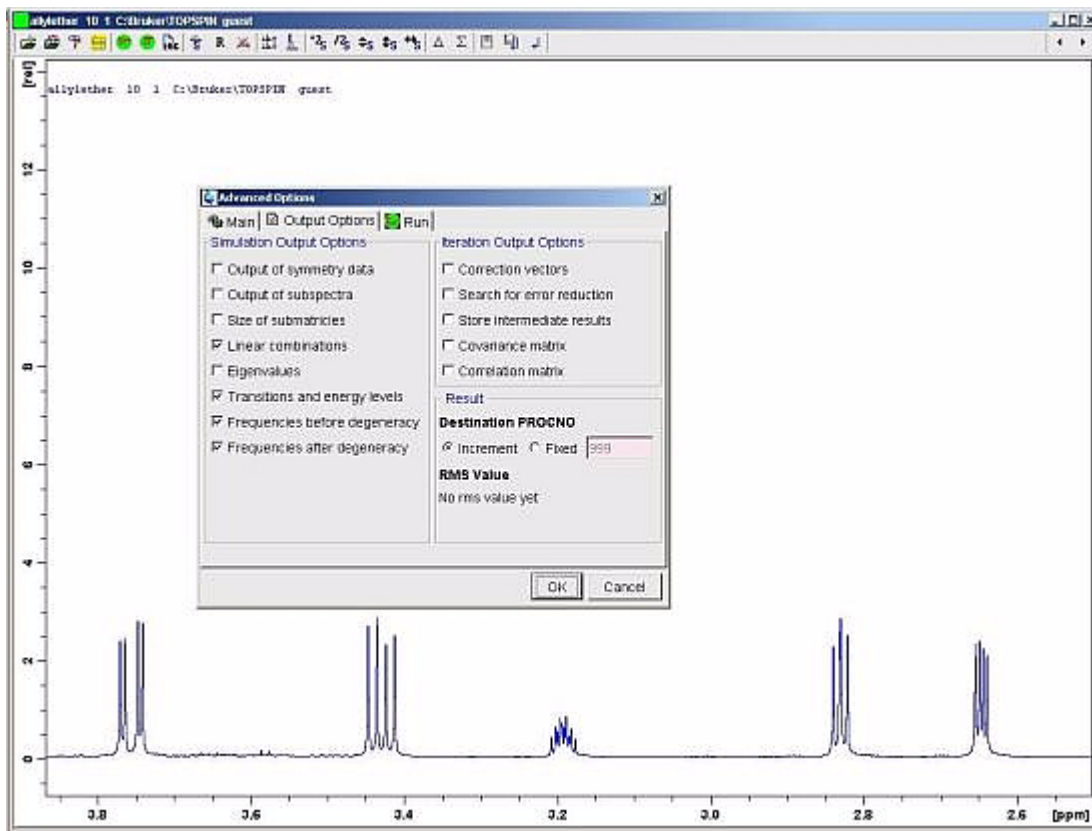 allylether 10 1 C:\Bruker\TOPSPIN guest
[rel]
allylether 10 1 C:\Bruker\TOPSPIN guest
Advanced Options
Main Output Options Run
Simulation Output Options
Output of symmetry data
Output of subspectra
Size of submatricies
Linear combinations
Eigenvalues
Transitions and energy levels
Frequencies before degeneracy
Frequencies after degeneracy
Iteration Output Options
Correction vectors
Search for error reduction
Store intermediate results
Covariance matrix
Correlation matrix
Result
Destination PROCNO
Increment Fixed 999
RMS Value
No rms value yet
OK Cancel
12
10
8
6
4
2
0
3.8 3.6 3.4 3.2 3.0 2.8 2.6 [ppm]